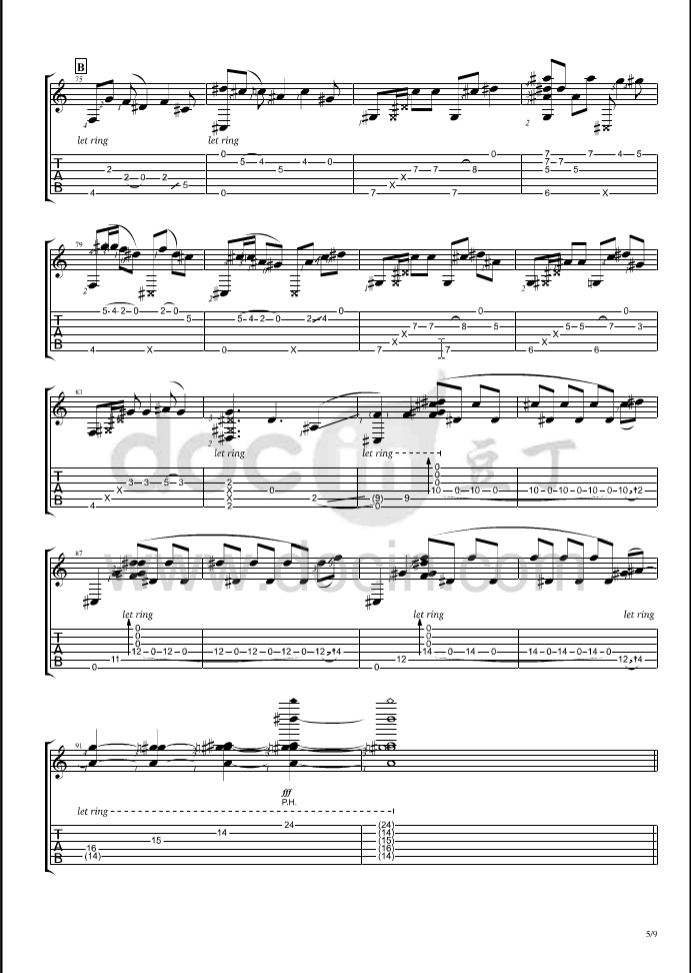 B
75
let ring
let ring
T 0 5 4 4 0 7 7 7 4 5
A 2 5 4 7 7 8 7 7 5
B 2 0 2 5 X X 5
4 0 7 7 6 X
79
5 4 2 0 2 0 5 5 4 2 0 2 4 0 7 7 8 0 5 5 5 7 0 3
4 X 0 X 7 X X 7 6 X X 6
83
let ring
let ring
T 3 3 5 3 2 0 0
A X 2 0 0
B X 2 2 (9) 9 10 0 10 0 10 0 10 0 10 12
4 2 0
docin 豆丁
www.docin.com
87
let ring
let ring
let ring
T 0 0
A 0 0
B 11 12 0 12 0 12 0 12 0 12 14 12 14 0 14 0 14 0 14 0 14 0 12 14
0 0
91
fff
P.H.
let ring
T 24 (24)
A 14 (14)
B 15 (15)
16 (16)
(14) (14)
5/9